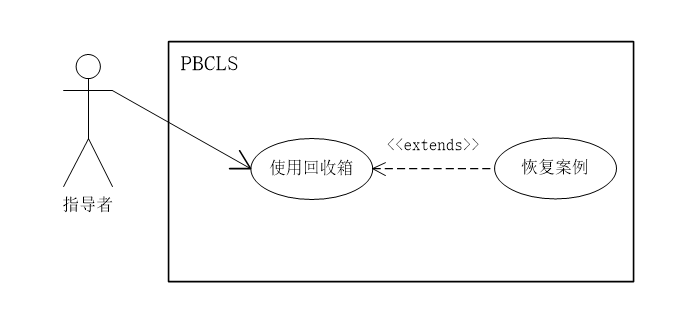 PBCLS
<<extends>>
使用回收箱
恢复案例
指导者